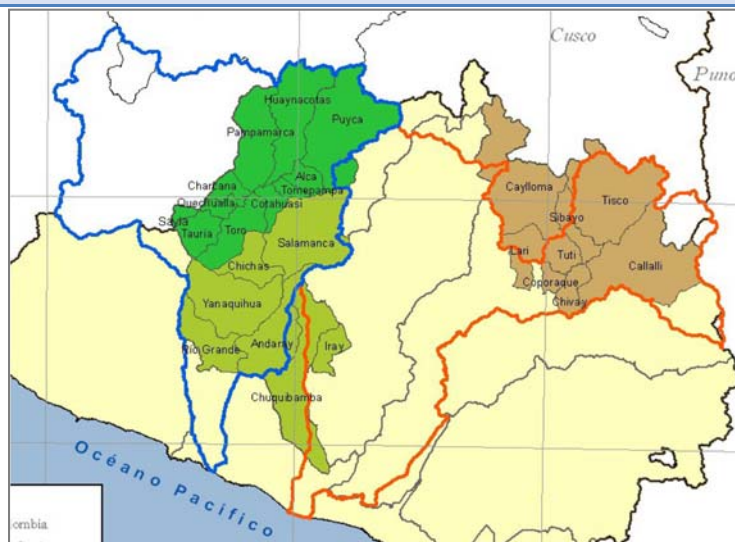 Cusco
Puno
Huaynacotas
Puyca
Pampamarca
Alca
Charcana
Tomepampa
Quechualla
Cotahuasi
Sayla
Toro
Tauria
Salamanca
Chichas
Yanaquihua
Andaray
Río Grande
Iray
Chuquibamba
Caylloma
Tisco
Sibayo
Lari
Tuti
Callalli
Coporaque
Chivay
Océano Pacífico
ombia